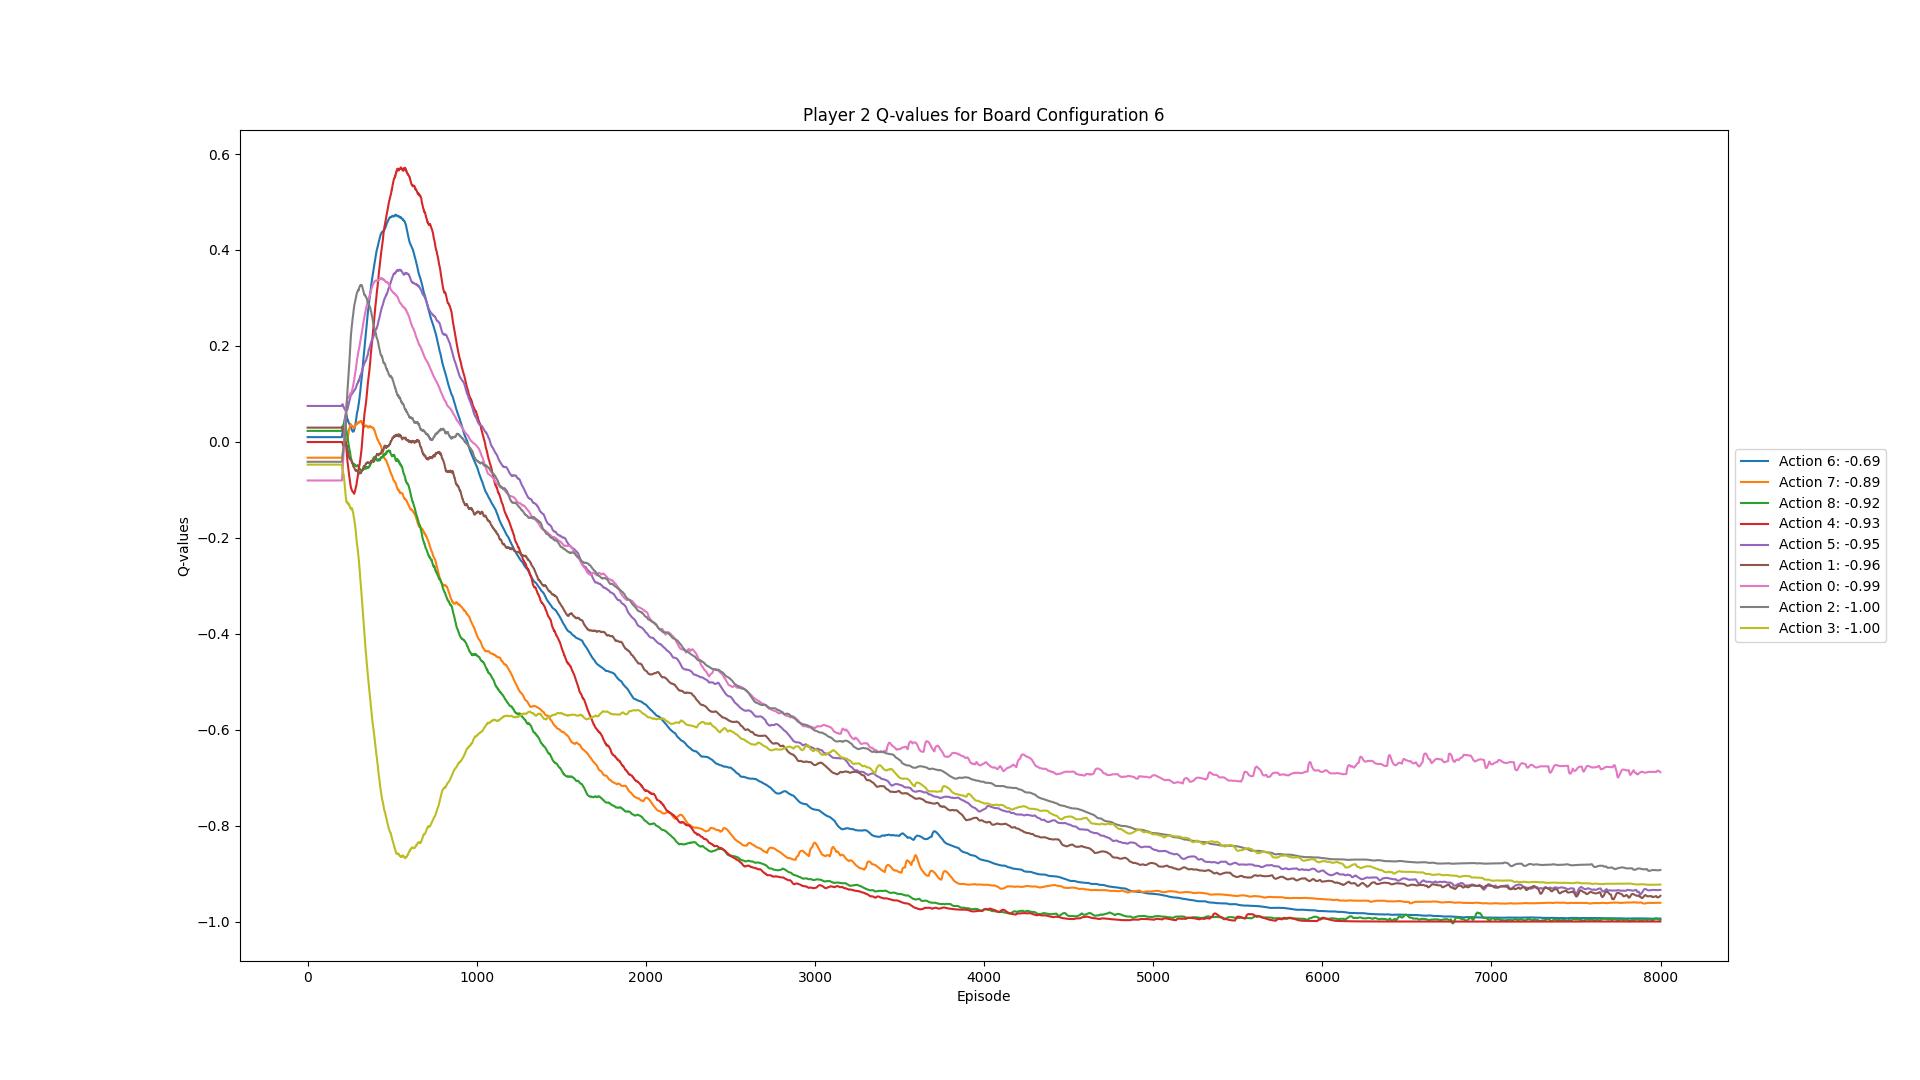 Player 2 Q-values for Board Configuration 6
0.6
0.4
0.2
0.0
−0.2
−0.4
−0.6
−0.8
−1.0
Q-values
0 1000 2000 3000 4000 5000 6000 7000 8000
Episode
Action 6: -0.69
Action 7: -0.89
Action 8: -0.92
Action 4: -0.93
Action 5: -0.95
Action 1: -0.96
Action 0: -0.99
Action 2: -1.00
Action 3: -1.00